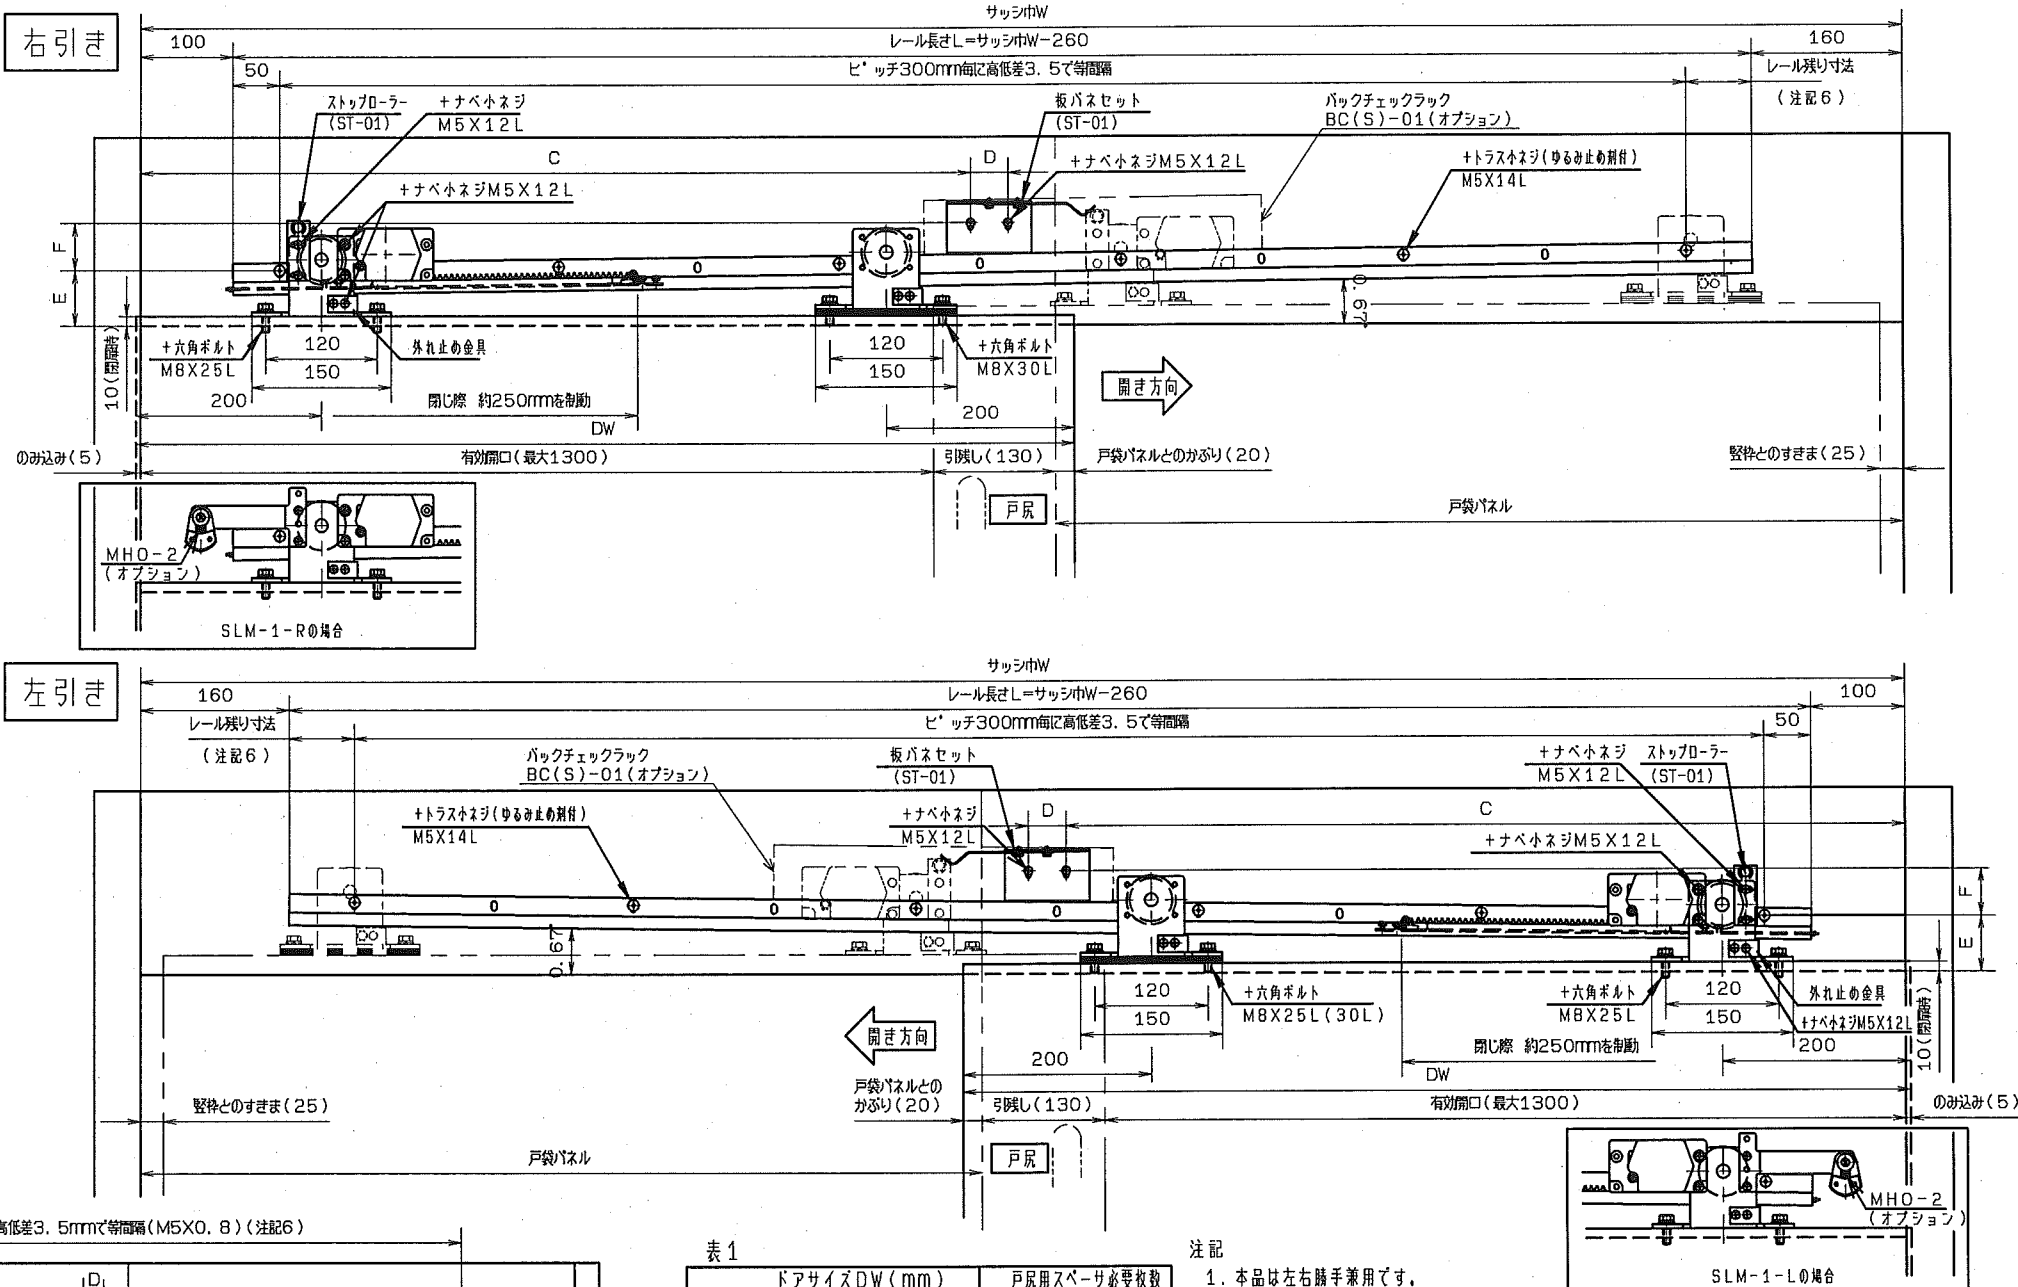 右引き
サッシ巾W
100
レール長さL=サッシ巾W-260
160
50
ピッチ300mm毎に高低差3.5で等間隔
レール残り寸法
(注記6)
ストップローラー
(ST-01)
+ナベ小ネジ
M5X12L
板バネセット
(ST-01)
バックチェックラック
BC(S)-01(オプション)
C
D
+ナベ小ネジM5X12L
+ナベ小ネジM5X12L
+トラス小ネジ(ゆるみ止め剤付)
M5X14L
F
E
0.67°
10(閉扉時)
+六角ボルト
M8X25L
120
150
外れ止め金具
120
150
+六角ボルト
M8X30L
開き方向
200
閉じ際 約250mmを制動
200
DW
のみ込み(5)
有効開口(最大1300)
引残し(130)
戸袋パネルとのかぶり(20)
竪枠とのすきま(25)
戸尻
戸袋パネル
MHO-2
(オプション)
SLM-1-Rの場合
左引き
サッシ巾W
160
レール長さL=サッシ巾W-260
100
レール残り寸法
(注記6)
ピッチ300mm毎に高低差3.5で等間隔
50
バックチェックラック
BC(S)-01(オプション)
板バネセット
(ST-01)
+ナベ小ネジ
M5X12L
ストップローラー
(ST-01)
+トラス小ネジ(ゆるみ止め剤付)
M5X14L
+ナベ小ネジ
M5X12L
D
C
+ナベ小ネジM5X12L
F
E
0.67°
10(閉扉時)
120
150
+六角ボルト
M8X25L(30L)
+六角ボルト
M8X25L
120
150
外れ止め金具
+ナベ小ネジM5X12L
開き方向
200
閉じ際 約250mmを制動
200
DW
竪枠とのすきま(25)
戸袋パネルとの
かぶり(20)
引残し(130)
有効開口(最大1300)
のみ込み(5)
戸袋パネル
戸尻
MHO-2
(オプション)
SLM-1-Lの場合
高低差3.5mmで等間隔(M5X0.8)(注記6)
D
表1
ドアサイズDW(mm)
戸尻用スペーサ必要枚数
注記
1.本品は左右勝手兼用です。